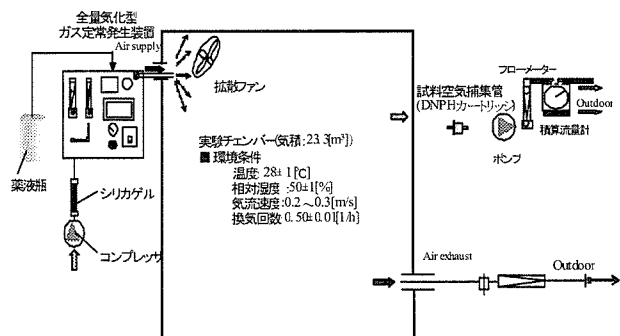 全量気化型
ガス定常発生装置
Air supply
拡散ファン
薬液瓶
シリカゲル
コンプレッサ
実験チェンバー(気積:23.3[m³])
■ 環境条件
温度:28±1[℃]
相対湿度:50±1[%]
気流速度:0.2～0.3[m/s]
換気回数:0.50±0.01[1/h]
試料空気捕集管
(DNPHカートリッジ)
フローメーター
Outdoor
積算流量計
ポンプ
Air exhaust
Outdoor